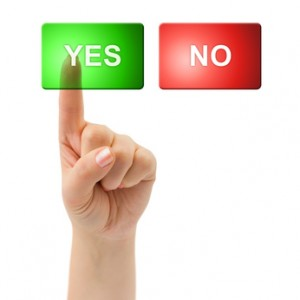 YES NO